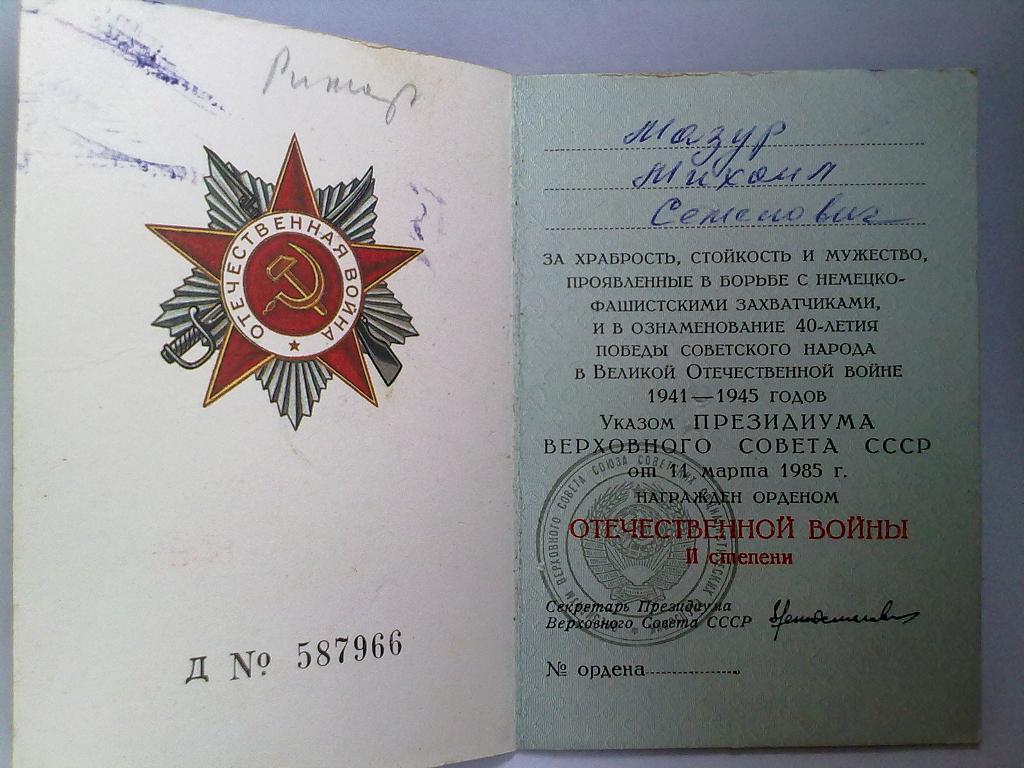 ОТЕЧЕСТВЕННАЯ ВОЙНА
Д № 587966
Мазур
Михаил
Семенович
ЗА ХРАБРОСТЬ, СТОЙКОСТЬ И МУЖЕСТВО,
ПРОЯВЛЕННЫЕ В БОРЬБЕ С НЕМЕЦКО-
ФАШИСТСКИМИ ЗАХВАТЧИКАМИ,
И В ОЗНАМЕНОВАНИЕ 40-ЛЕТИЯ
ПОБЕДЫ СОВЕТСКОГО НАРОДА
В ВЕЛИКОЙ ОТЕЧЕСТВЕННОЙ ВОЙНЕ
1941—1945 ГОДОВ
УКАЗОМ ПРЕЗИДИУМА
ВЕРХОВНОГО СОВЕТА СССР
от 11 марта 1985 г.
НАГРАЖДЕН ОРДЕНОМ
ОТЕЧЕСТВЕННОЙ ВОЙНЫ
II степени
Секретарь Президиума
Верховного Совета СССР
№ ордена